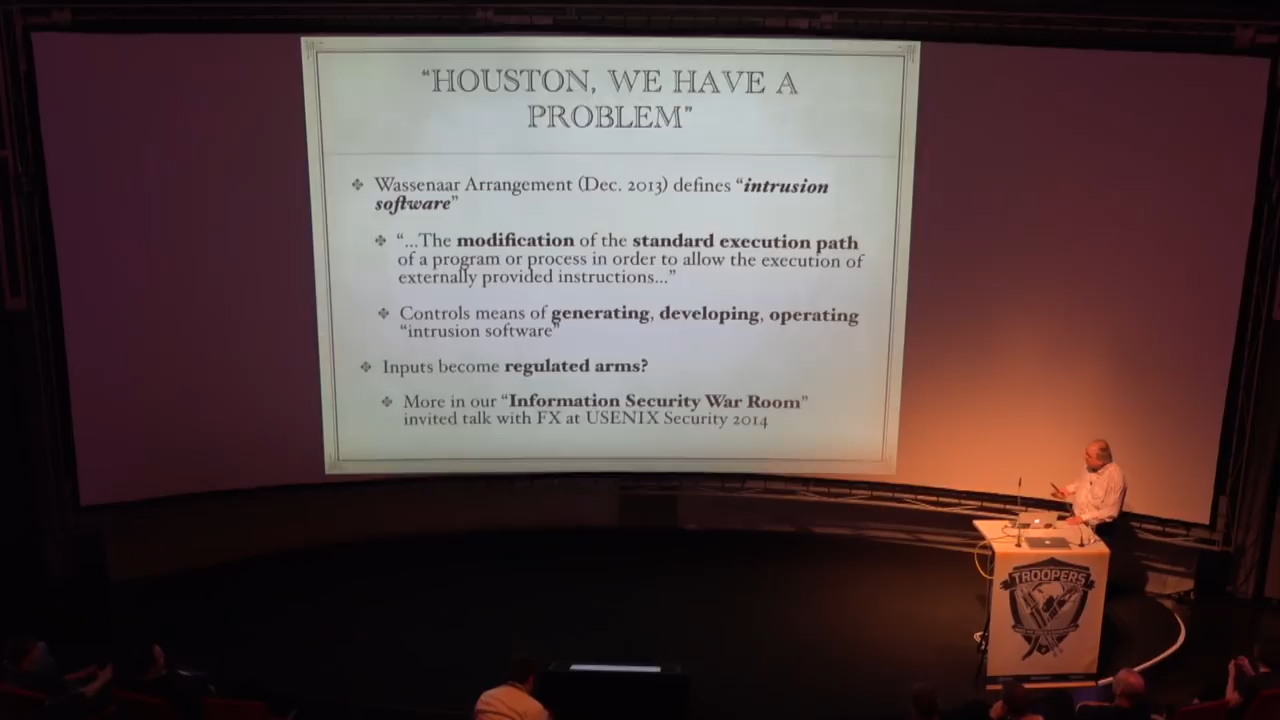 “HOUSTON, WE HAVE A
PROBLEM”
Wassenaar Arrangement (Dec. 2013) defines “intrusion
software”
“...The modification of the standard execution path
of a program or process in order to allow the execution of
externally provided instructions...”
Controls means of generating, developing, operating
“intrusion software”
Inputs become regulated arms?
More in our “Information Security War Room”
invited talk with FX at USENIX Security 2014
TROOPERS